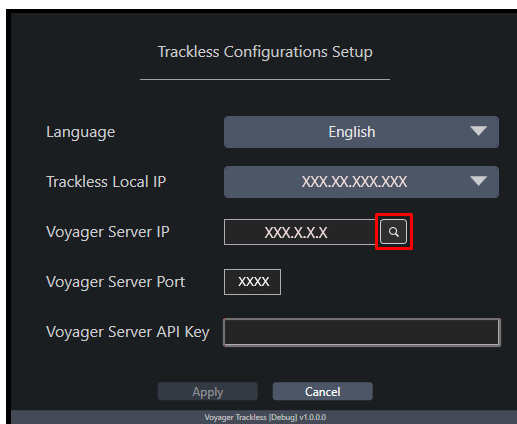 Trackless Configurations Setup
Language English
Trackless Local IP XXX.XX.XXX.XXX
Voyager Server IP XXX.X.X.X
Voyager Server Port XXXX
Voyager Server API Key
Apply Cancel
Voyager Trackless [Debug] v1.0.0.0